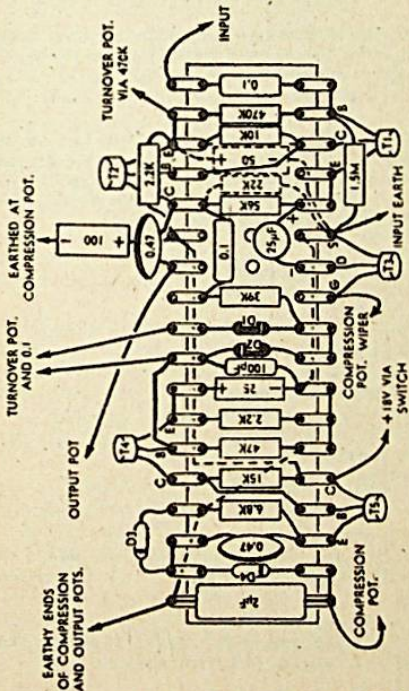 INPUT
TURNOVER POT.
VIA 470K
EARTHED AT
COMPRESSION POT.
TURNOVER POT.
AND 0.1
OUTPUT POT
EARTHY ENDS
OF COMPRESSION
AND OUTPUT POTS.
0.1
470K
B
10K
C
T1
E
50
+
-
E
B
T2
C
2.2K
22K
1.5M
56K
100
+
-
0.47
0.1
25µF
+
-
S
D
T3
G
INPUT EARTH
39K
D1
D2
100pF
COMPRESSION
POT. WIPER
25
+
-
2.2K
E
B
T4
C
47K
15K
+18V VIA
SWITCH
C
B
T5
E
6.8K
D3
0.47
D4
2µF
COMPRESSION
POT.